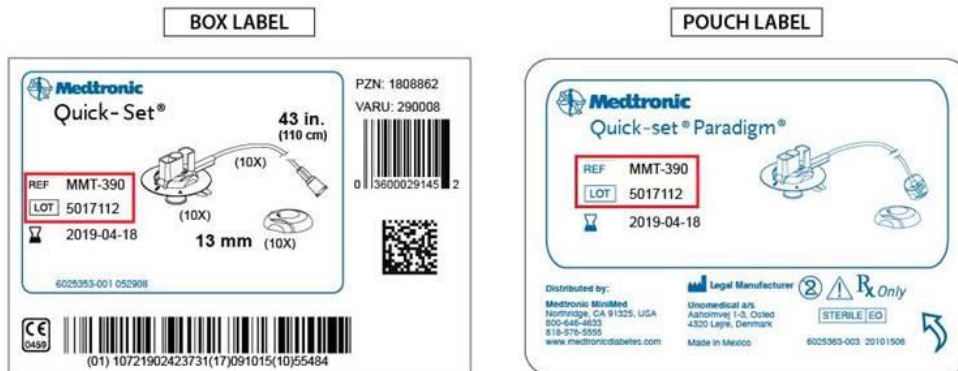 BOX LABEL
Medtronic
Quick-Set®
43 in.
(110 cm)
(10X)
REF MMT-390
LOT 5017112
(10X)
2019-04-18
13 mm (10X)
6025353-001 052908
PZN: 1808862
VARU: 290008
0 13600029145 2
CE
0459
(01) 10721902423731(17)091015(10)55484
POUCH LABEL
Medtronic
Quick-set® Paradigm®
REF MMT-390
LOT 5017112
2019-04-18
Distributed by:
Medtronic MiniMed
Northridge, CA 91325, USA
800-646-4633
818-576-5555
www.medtronicdiabetes.com
Legal Manufacturer
Unomedical a/s
Aaholmvej 1-3, Osted
4320 Lejre, Denmark
Made in Mexico
2
Rx Only
STERILE EO
6025363-003 20101506